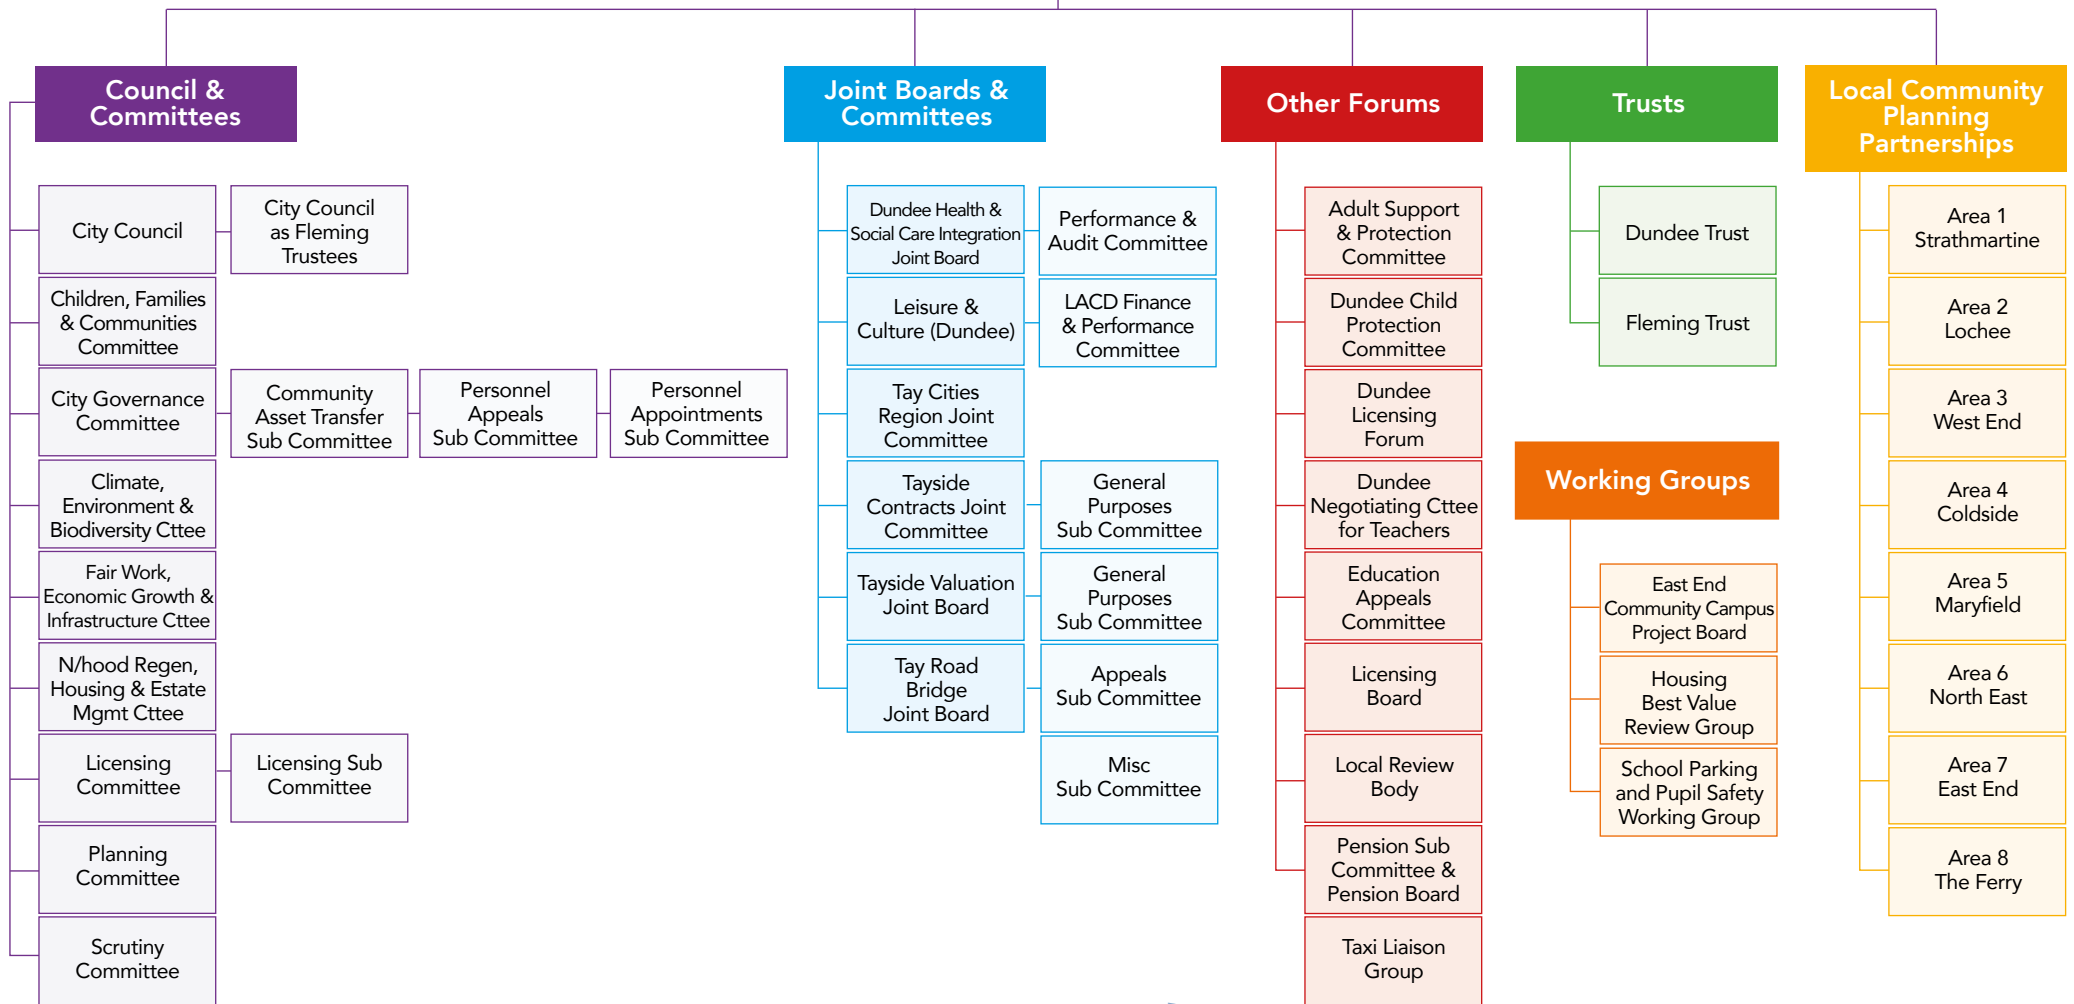 Council &
Committees
City Council
City Council
as Fleming
Trustees
Children, Families
& Communities
Committee
City Governance
Committee
Community
Asset Transfer
Sub Committee
Personnel
Appeals
Sub Committee
Personnel
Appointments
Sub Committee
Climate,
Environment &
Biodiversity Cttee
Fair Work,
Economic Growth &
Infrastructure Cttee
N/hood Regen,
Housing & Estate
Mgmt Cttee
Licensing
Committee
Licensing Sub
Committee
Planning
Committee
Scrutiny
Committee
Joint Boards &
Committees
Dundee Health &
Social Care Integration
Joint Board
Performance &
Audit Committee
Leisure &
Culture (Dundee)
LACD Finance
& Performance
Committee
Tay Cities
Region Joint
Committee
Tayside
Contracts Joint
Committee
General
Purposes
Sub Committee
Tayside Valuation
Joint Board
General
Purposes
Sub Committee
Tay Road
Bridge
Joint Board
Appeals
Sub Committee
Misc
Sub Committee
Other Forums
Adult Support
& Protection
Committee
Dundee Child
Protection
Committee
Dundee
Licensing
Forum
Dundee
Negotiating Cttee
for Teachers
Education
Appeals
Committee
Licensing
Board
Local Review
Body
Pension Sub
Committee &
Pension Board
Taxi Liaison
Group
Trusts
Dundee Trust
Fleming Trust
Working Groups
East End
Community Campus
Project Board
Housing
Best Value
Review Group
School Parking
and Pupil Safety
Working Group
Local Community
Planning
Partnerships
Area 1
Strathmartine
Area 2
Lochee
Area 3
West End
Area 4
Coldside
Area 5
Maryfield
Area 6
North East
Area 7
East End
Area 8
The Ferry